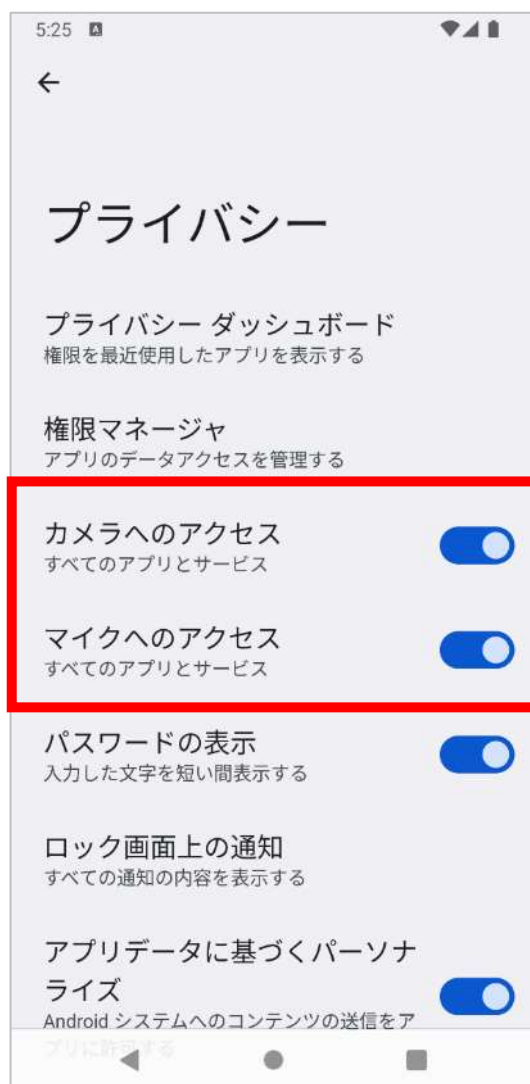 5:25
プライバシー
プライバシー ダッシュボード
権限を最近使用したアプリを表示する
権限マネージャ
アプリのデータアクセスを管理する
カメラへのアクセス
すべてのアプリとサービス
マイクへのアクセス
すべてのアプリとサービス
パスワードの表示
入力した文字を短い間表示する
ロック画面上の通知
すべての通知の内容を表示する
アプリデータに基づくパーソナ
ライズ
Android システムへのコンテンツの送信をア
プリに許可する